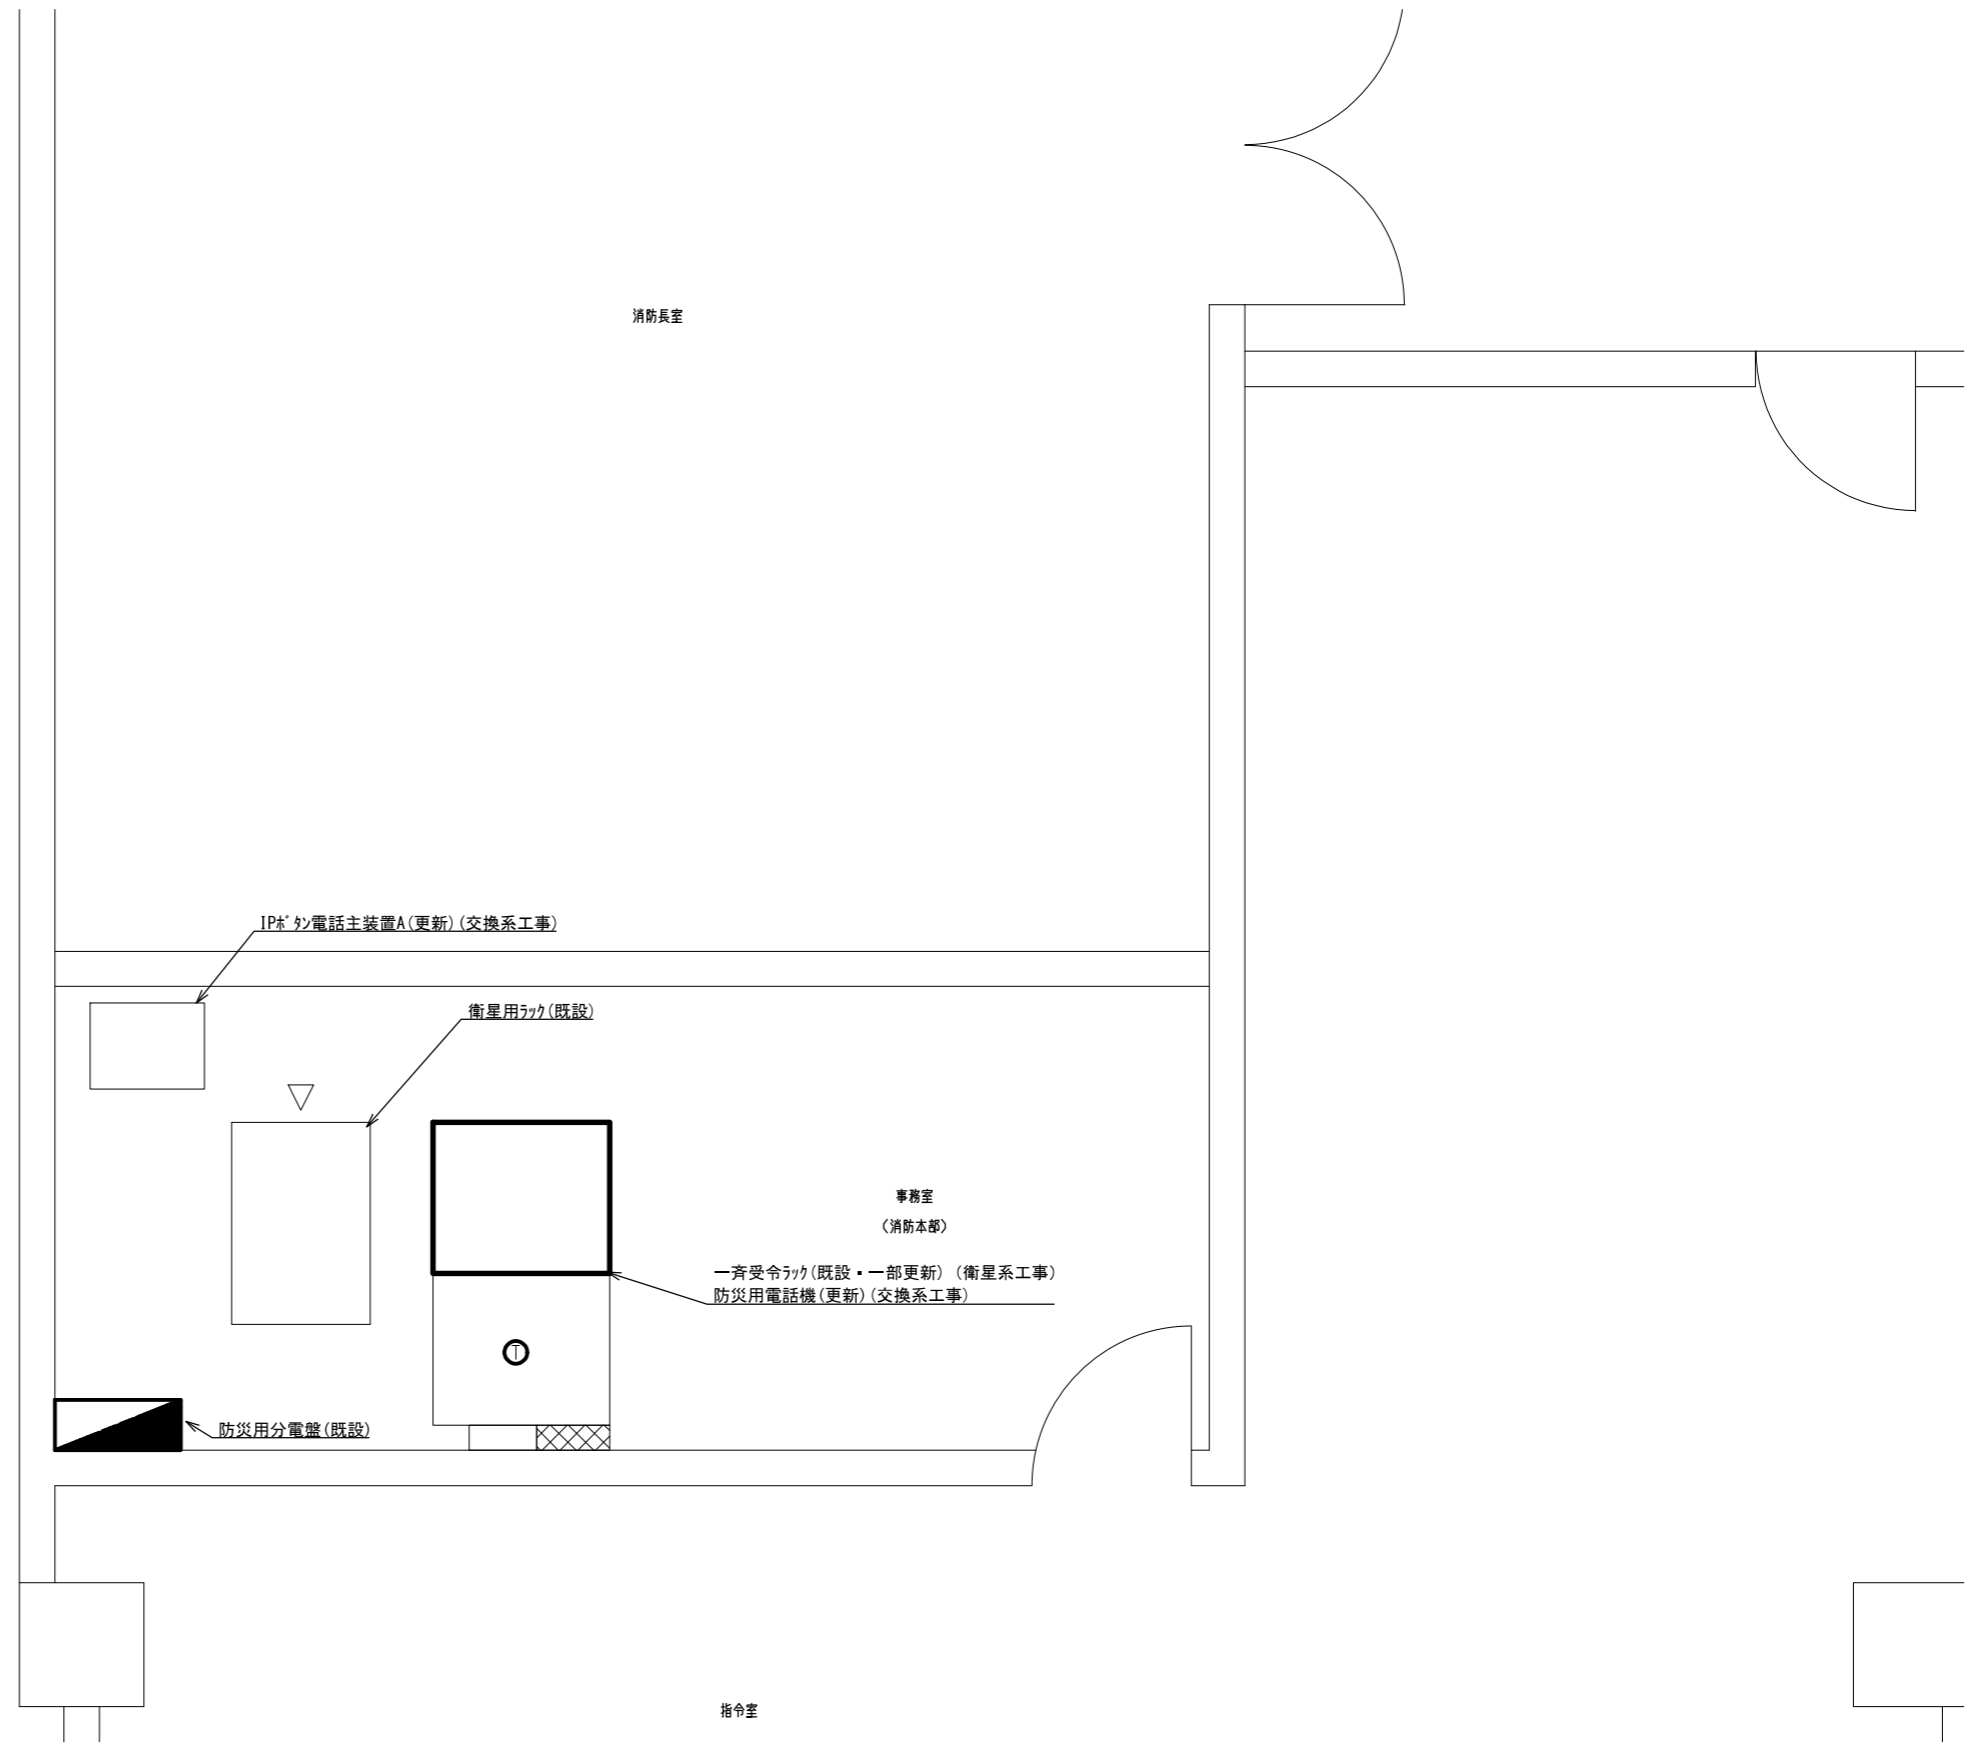 消防長室
IPﾎﾞﾀﾝ電話主装置A(更新)(交換系工事)
衛星用ﾗｯｸ(既設)
事務室
(消防本部)
一斉受令ﾗｯｸ(既設・一部更新) (衛星系工事)
防災用電話機(更新)(交換系工事)
T
防災用分電盤(既設)
指令室